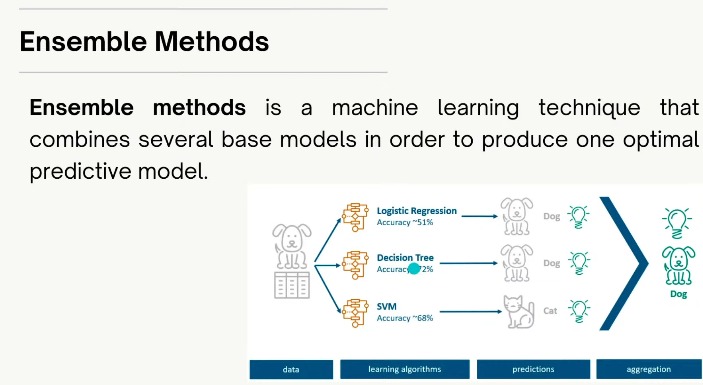 Ensemble Methods
Ensemble methods is a machine learning technique that
combines several base models in order to produce one optimal
predictive model.
Logistic Regression
Accuracy ~51%
Dog
Decision Tree
2%
Dog
Dog
SVM
Accuracy ~68%
Cat
data
learning algorithms
predictions
aggregation